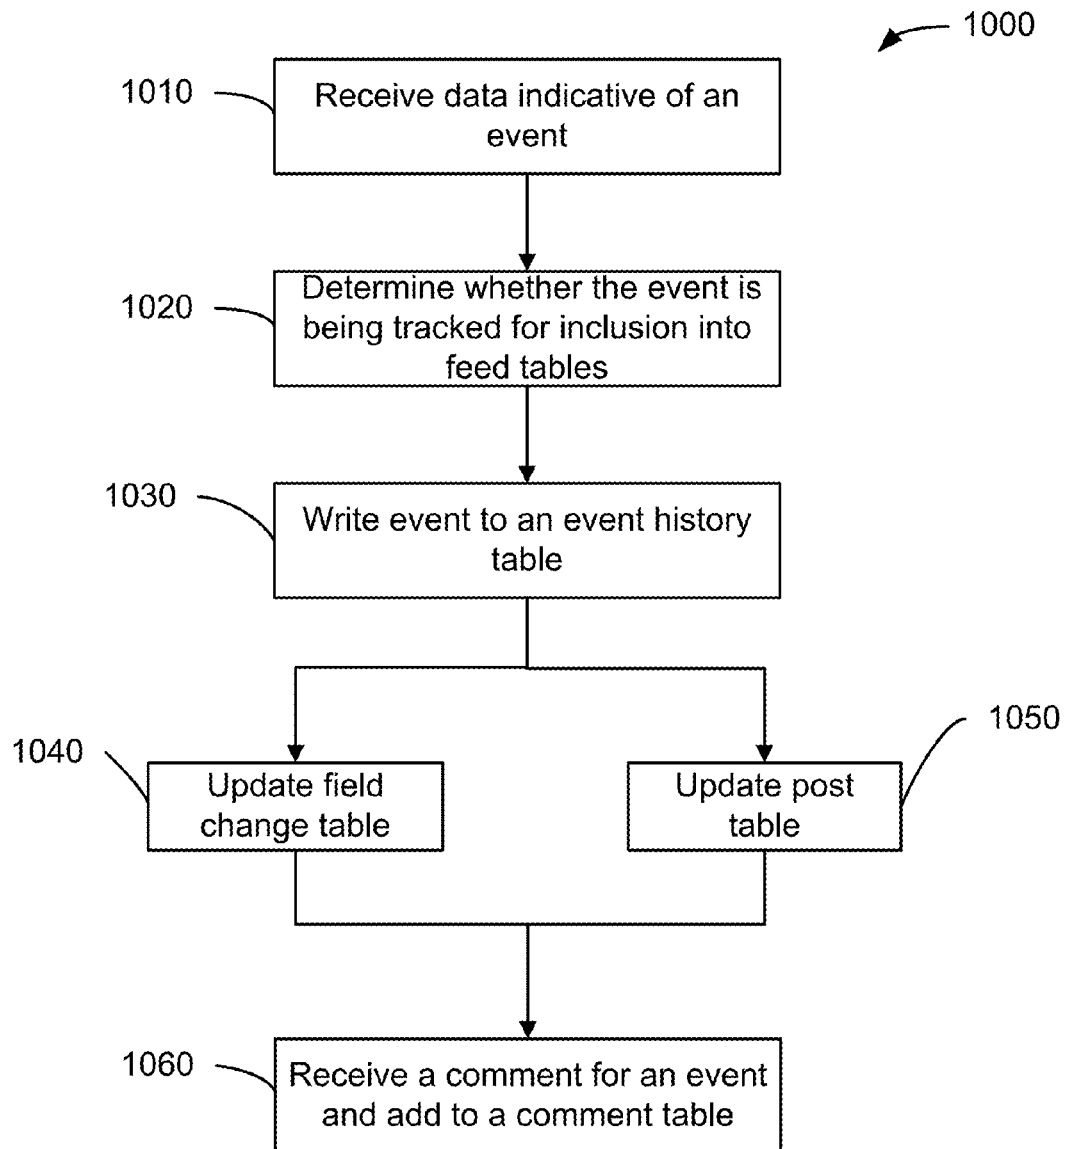 1000
1010
Receive data indicative of an
event
1020
Determine whether the event is
being tracked for inclusion into
feed tables
1030
Write event to an event history
table
1040
Update field
change table
1050
Update post
table
1060
Receive a comment for an event
and add to a comment table